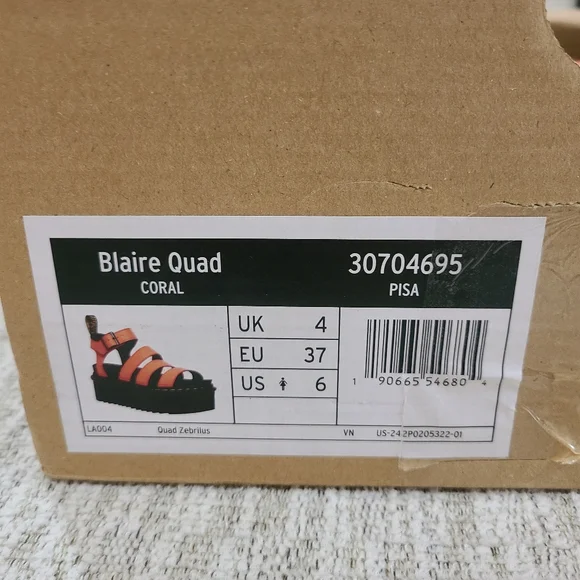 Blaire Quad 30704695
CORAL PISA
UK 4
EU 37
US 6
1 90665 54680 4
LA004 Quad Zebrilus VN US-242P0205322-01